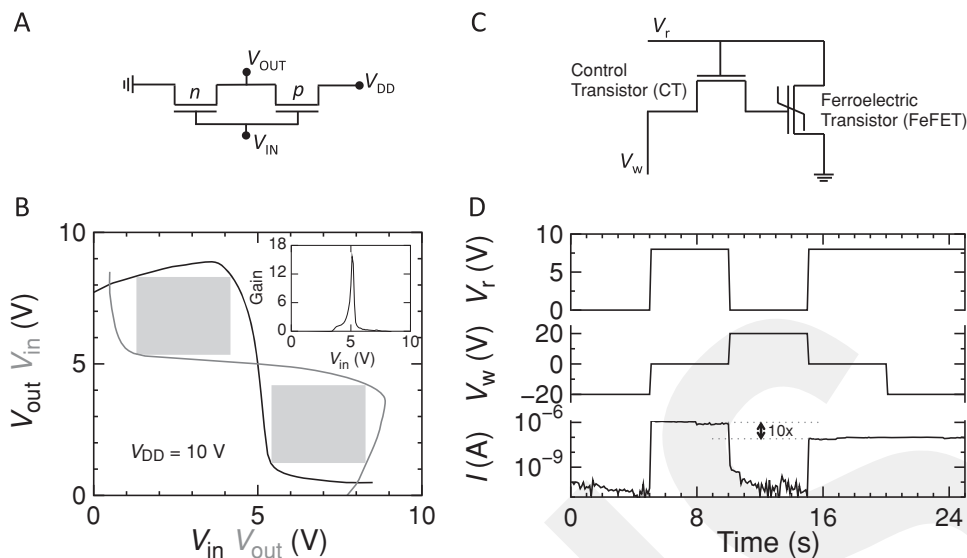 A
V_OUT
n
p
V_DD
V_IN
B
10
5
0
V_out V_in (V)
18
12
6
0
Gain
0 5 10
V_in (V)
V_DD = 10 V
0 5 10
V_in V_out (V)
C
V_r
Control
Transistor (CT)
Ferroelectric
Transistor (FeFET)
V_w
D
10
5
0
V_r (V)
20
0
−20
V_w (V)
10⁻⁶
10⁻⁹
I (A)
10x
0 8 16 24
Time (s)